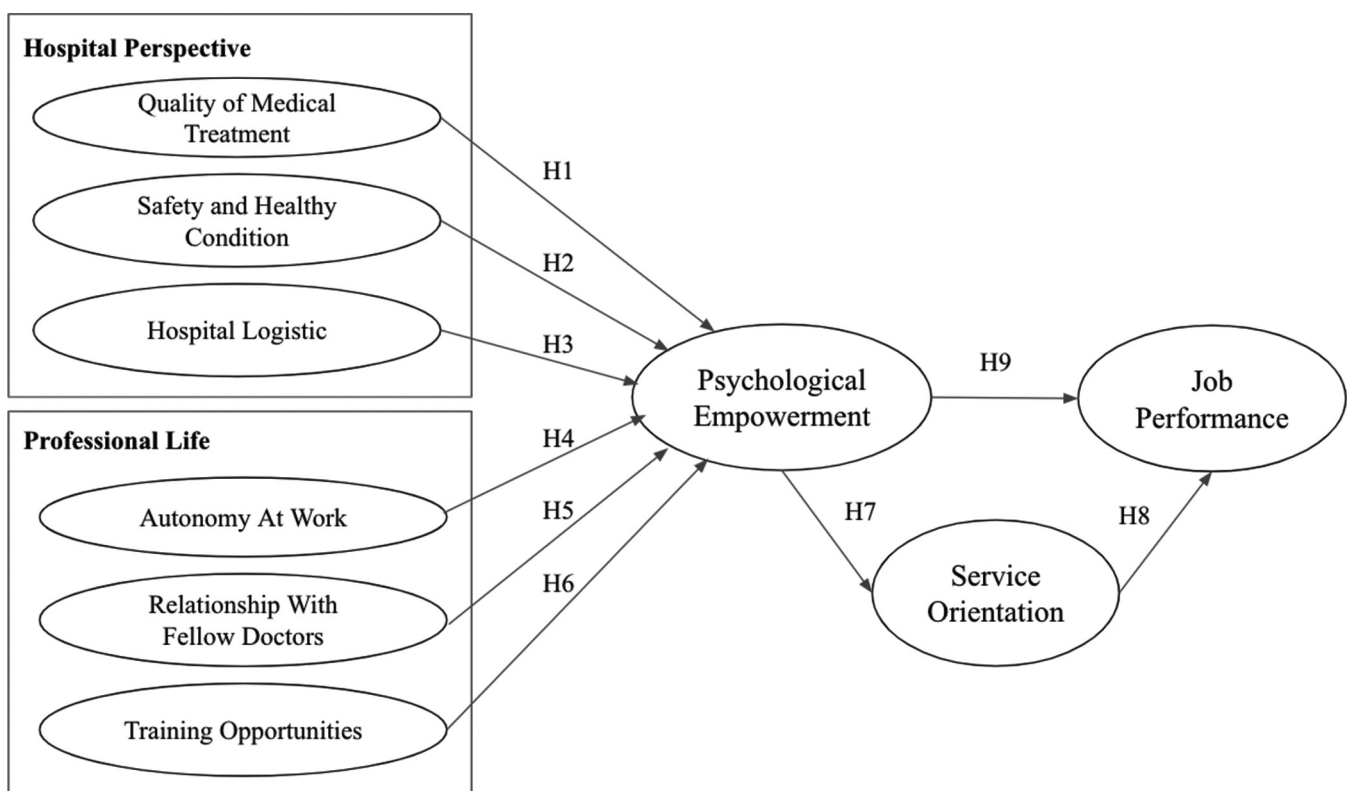 Hospital Perspective
Quality of Medical
Treatment
Safety and Healthy
Condition
Hospital Logistic
Professional Life
Autonomy At Work
Relationship With
Fellow Doctors
Training Opportunities
H1
H2
H3
H4
H5
H6
Psychological
Empowerment
H9
Job
Performance
H7
H8
Service
Orientation